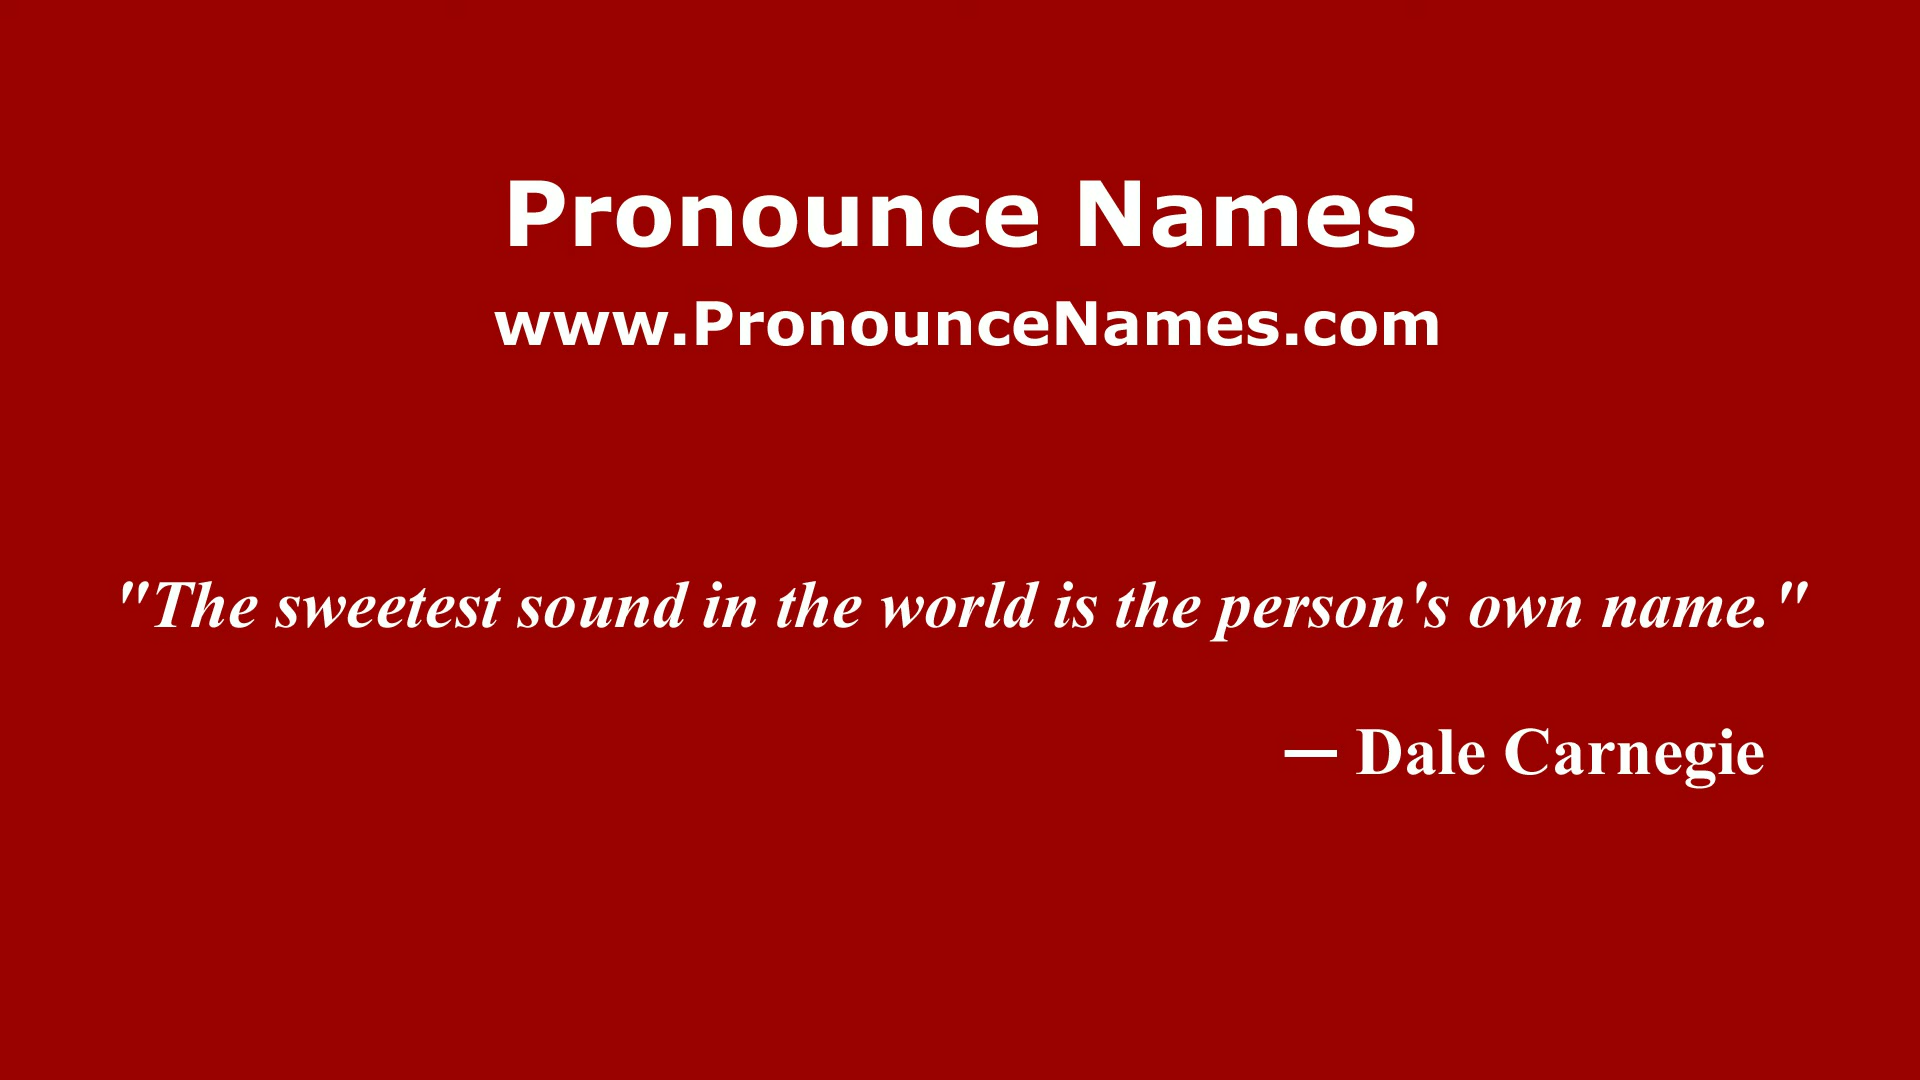 Pronounce Names
www.PronounceNames.com
"The sweetest sound in the world is the person's own name."
— Dale Carnegie